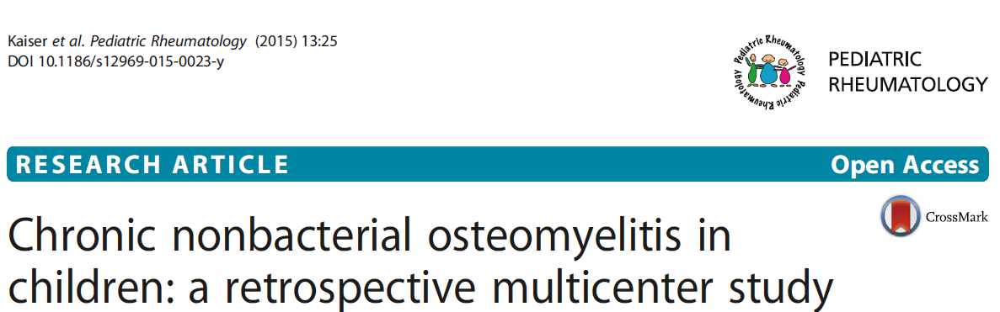 Kaiser et al. Pediatric Rheumatology (2015) 13:25
DOI 10.1186/s12969-015-0023-y
Pediatric Rheumatology Pediatric Rheumatology
PEDIATRIC
RHEUMATOLOGY
RESEARCH ARTICLE
Open Access
CrossMark
Chronic nonbacterial osteomyelitis in
children: a retrospective multicenter study